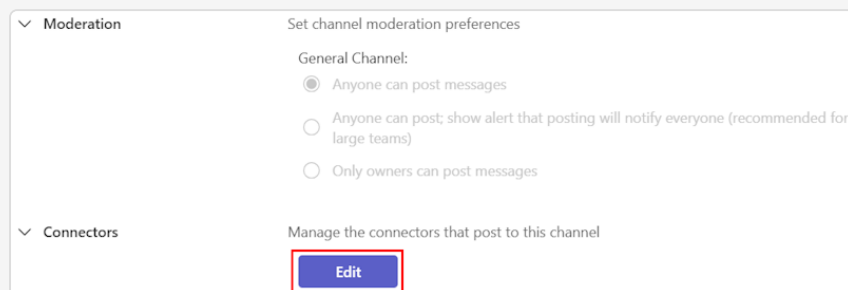 Moderation
Set channel moderation preferences
General Channel:
Anyone can post messages
Anyone can post; show alert that posting will notify everyone (recommended for
large teams)
Only owners can post messages
Connectors
Manage the connectors that post to this channel
Edit